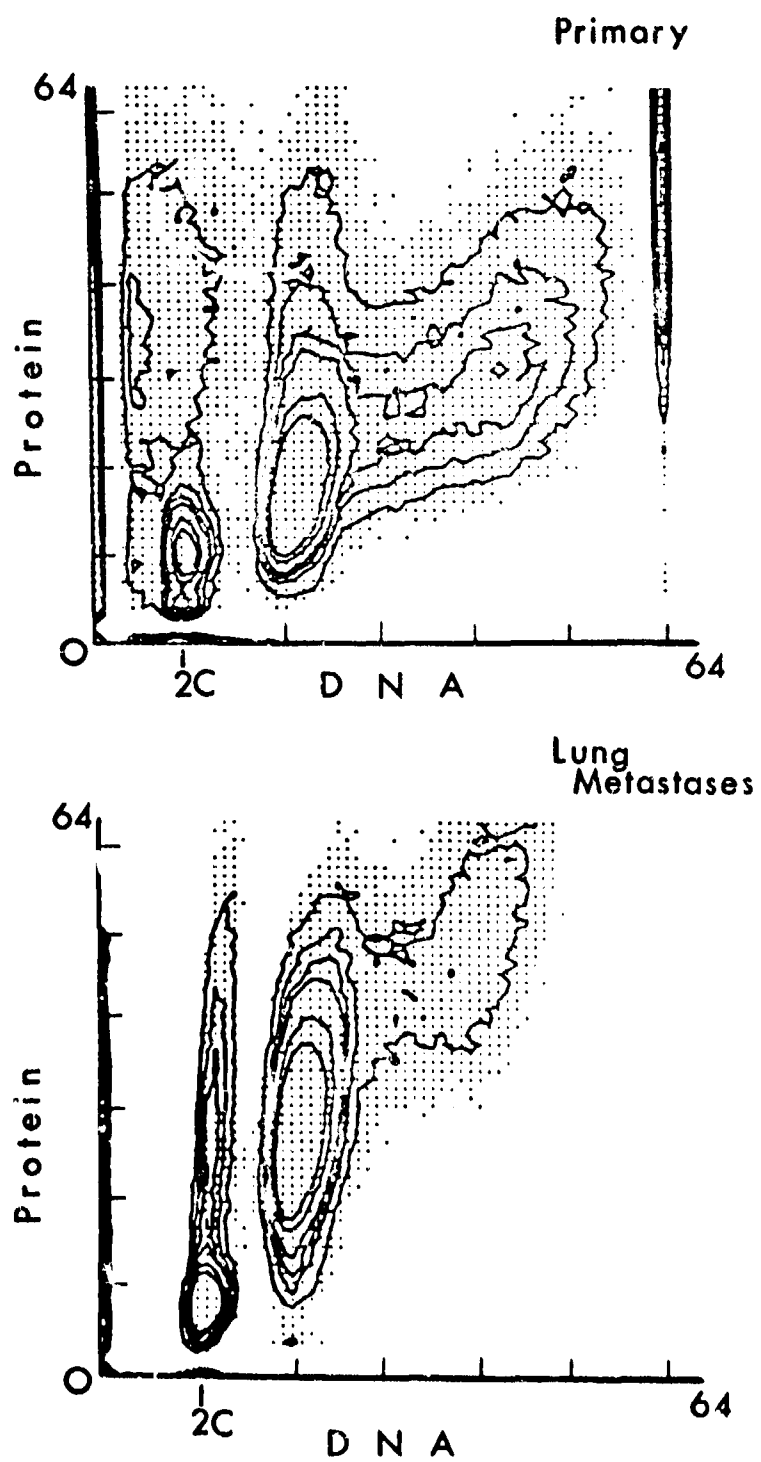 Primary
64
Protein
O
2C
64
D N A
Lung
Metastases
64
Protein
O
2C
64
D N A